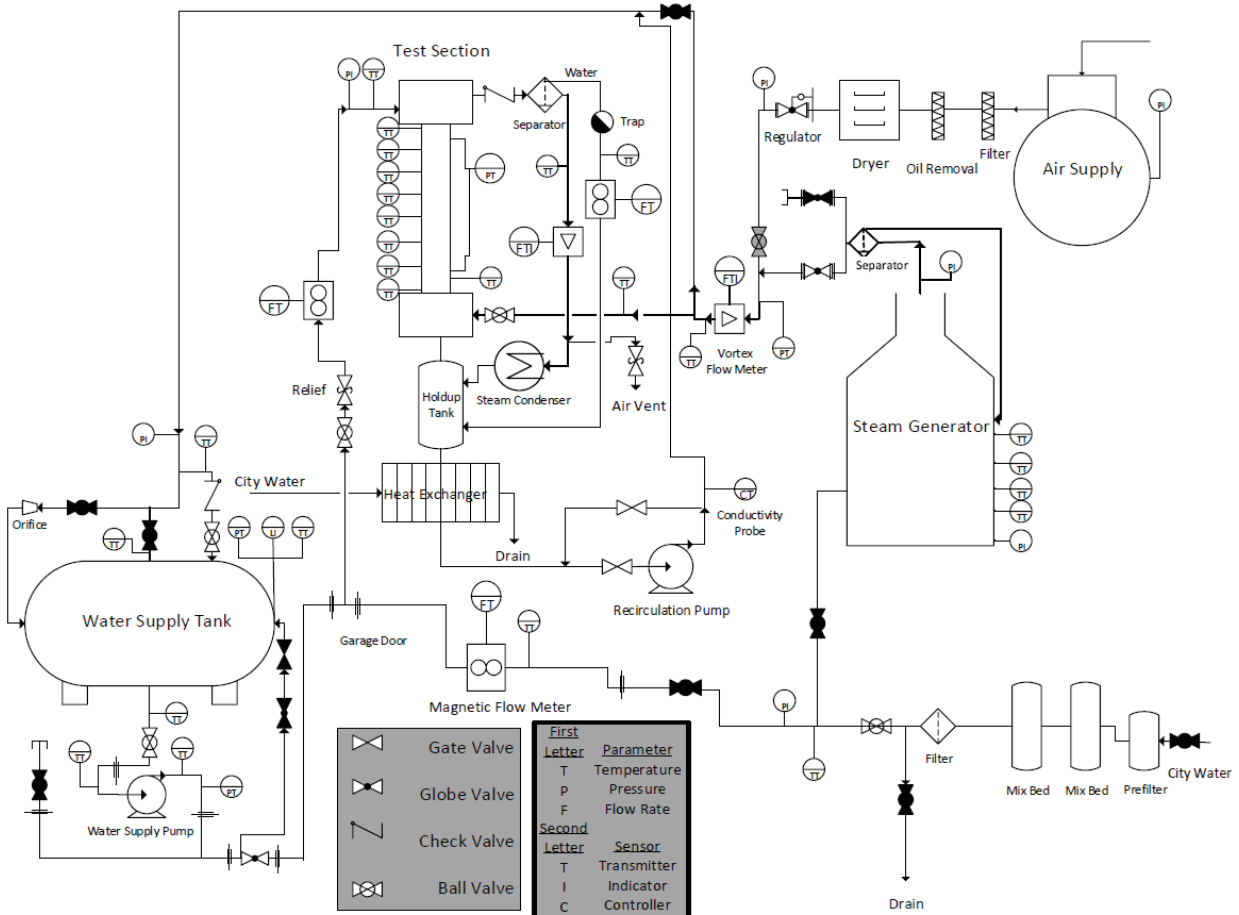 Test Section
Water
PI
TT
Separator
Trap
TT
TT
PT
FT
FTI
TT
TT
TT
TT
TT
TT
TT
TT
TT
TT
FT
PI
Regulator
Dryer
Oil Removal
Filter
Air Supply
PI
Separator
PI
FTI
TT
PT
Vortex
Flow Meter
Steam Generator
TT
TT
TT
TT
PI
Relief
Holdup
Tank
Steam Condenser
Air Vent
PI
TT
City Water
Heat Exchanger
Drain
CT
Conductivity
Probe
Recirculation Pump
Orifice
TT
PT
LI
TT
Water Supply Tank
Garage Door
FT
TT
Magnetic Flow Meter
TT
TT
TT
PT
Water Supply Pump
PI
TT
Filter
Mix Bed
Mix Bed
Prefilter
City Water
Drain
Gate Valve
Globe Valve
Check Valve
Ball Valve
First
Letter Parameter
T Temperature
P Pressure
F Flow Rate
Second
Letter Sensor
T Transmitter
I Indicator
C Controller